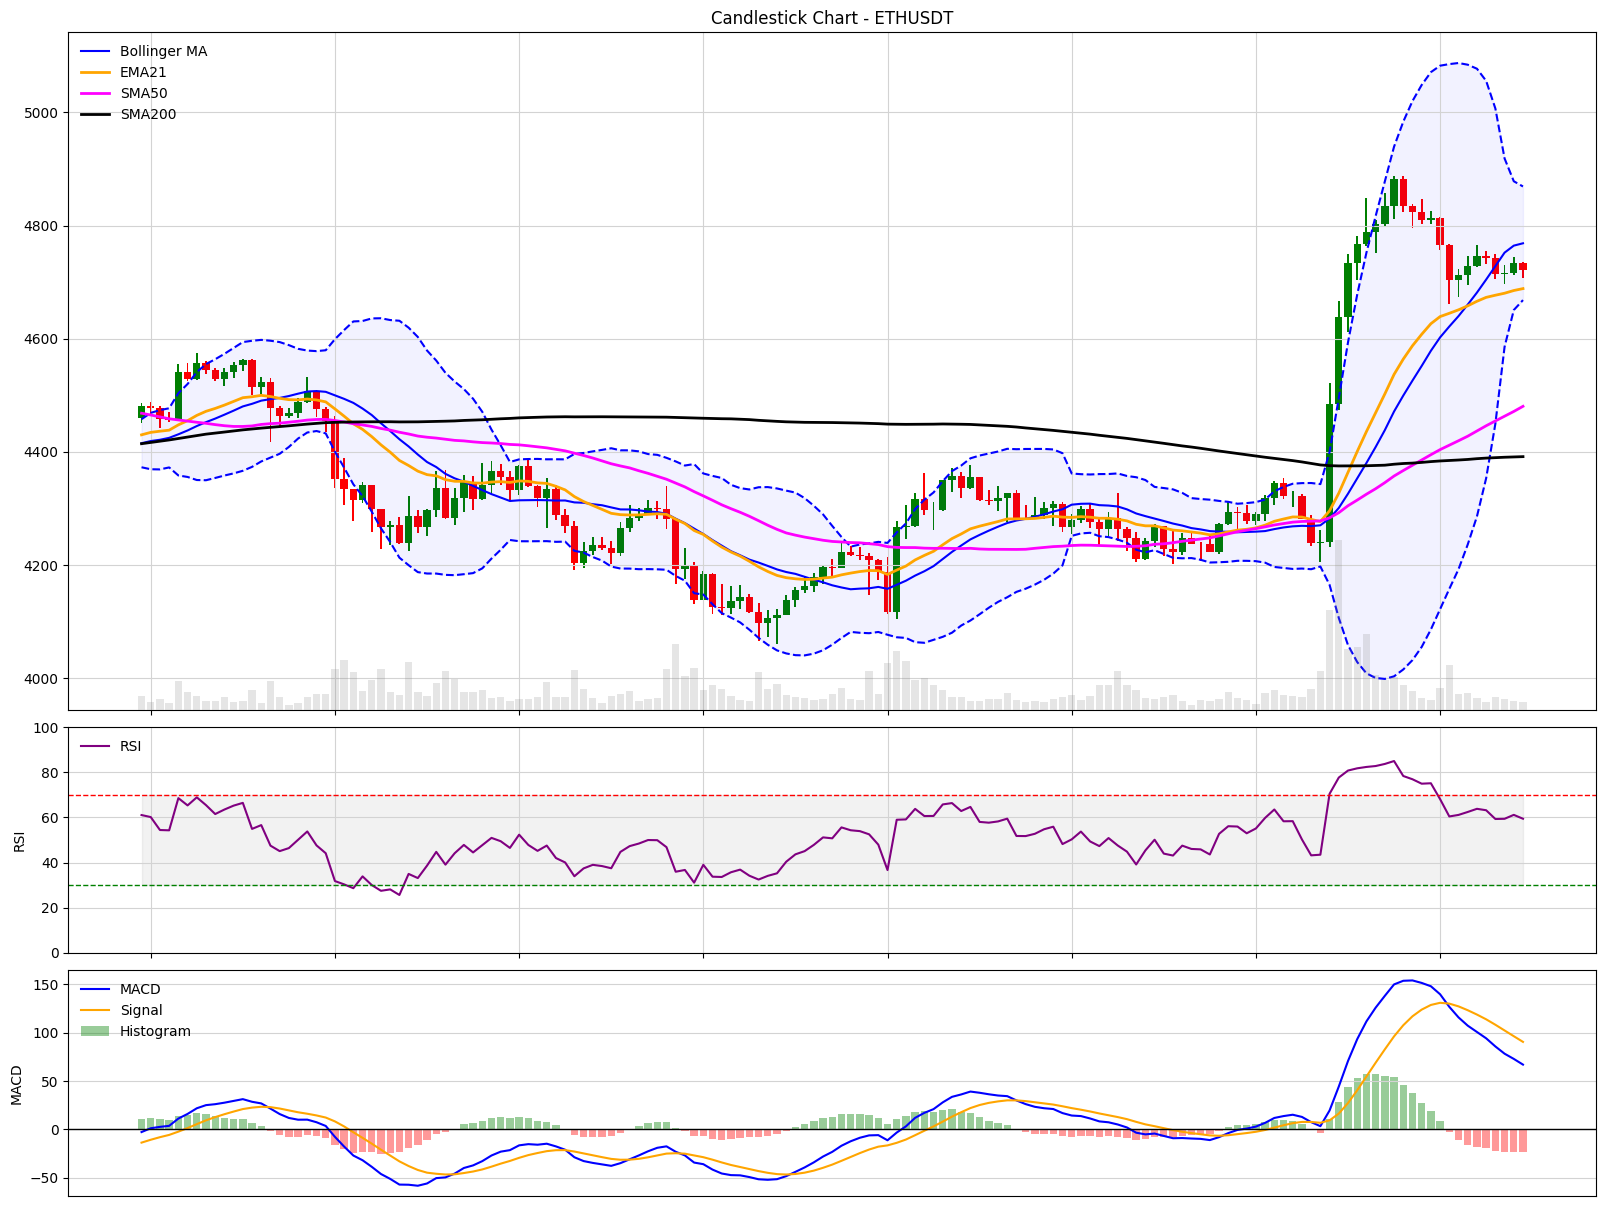 Candlestick Chart - ETHUSDT
Bollinger MA
EMA21
SMA50
SMA200
5000
4800
4600
4400
4200
4000
RSI
100
80
60
40
20
0
RSI
MACD
Signal
Histogram
150
100
50
0
−50
MACD